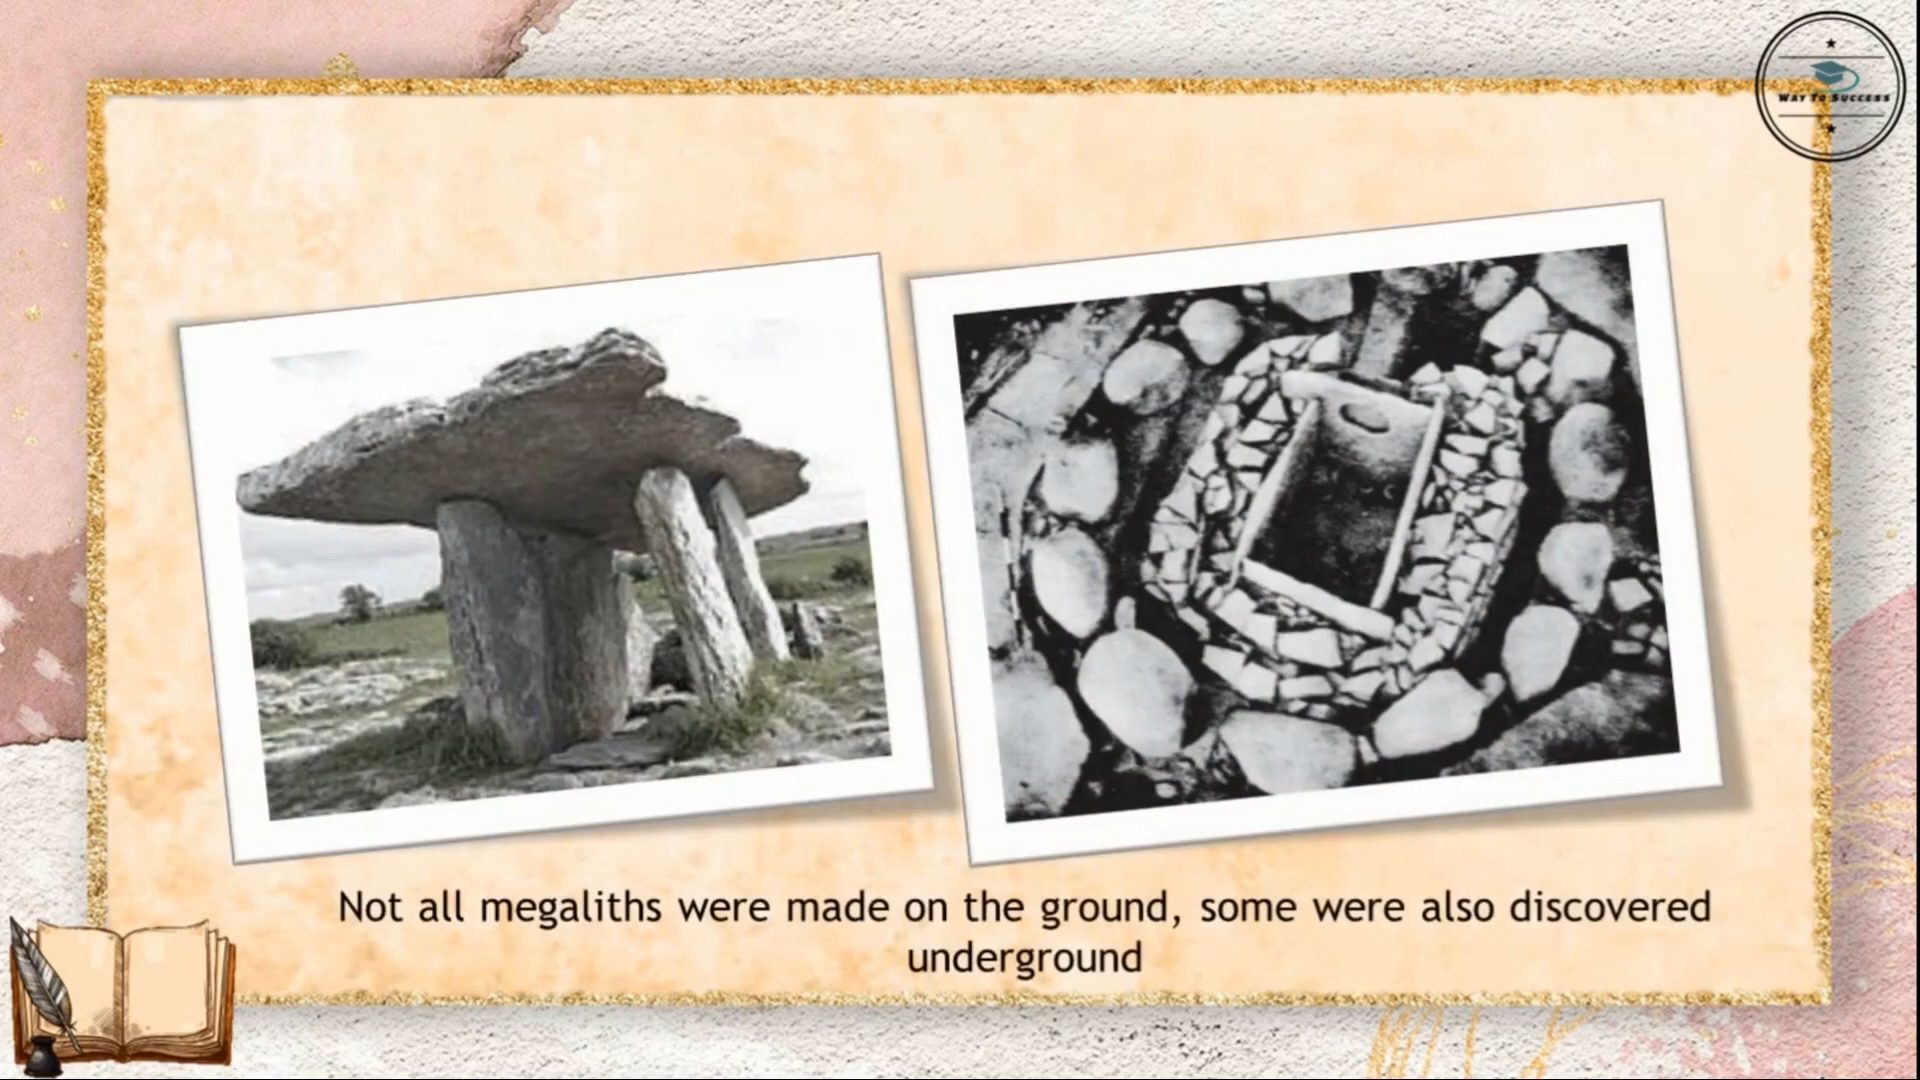 WAY TO SUCCESS
Not all megaliths were made on the ground, some were also discovered
underground